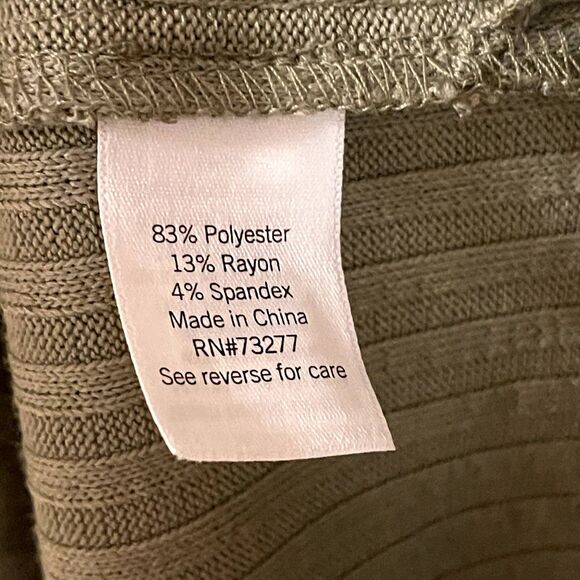 83% Polyester
13% Rayon
4% Spandex
Made in China
RN#73277
See reverse for care